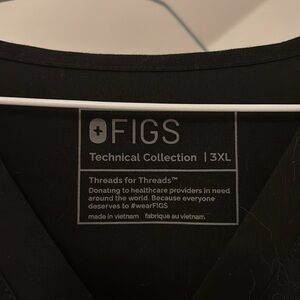 FIGS
Technical Collection | 3XL
Threads for Threads™
Donating to healthcare providers in need
around the world. Because everyone
deserves to #wearFIGS
made in vietnam fabrique au vietnam